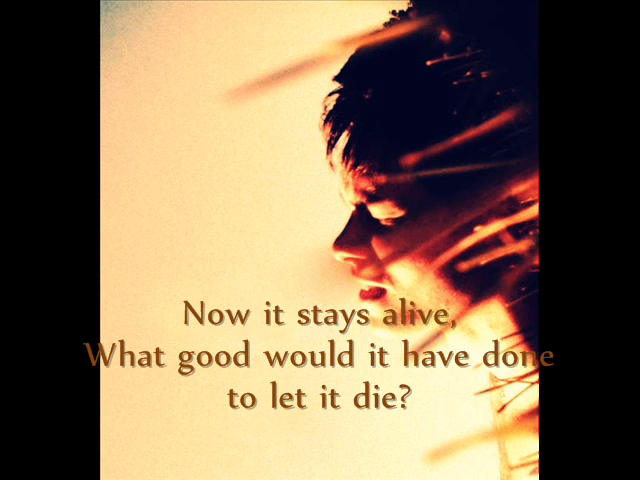 Now it stays alive,
What good would it have done
to let it die?